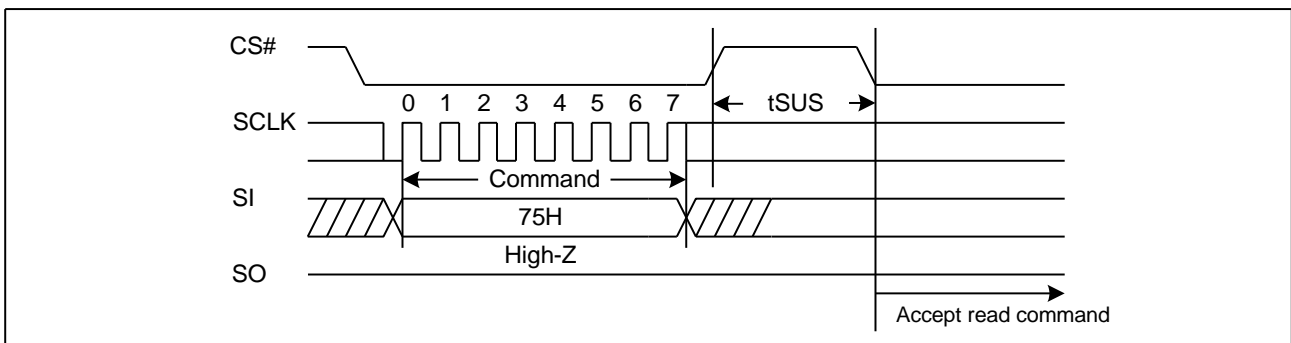 CS#
0 1 2 3 4 5 6 7
tSUS
SCLK
Command
SI
75H
High-Z
SO
Accept read command